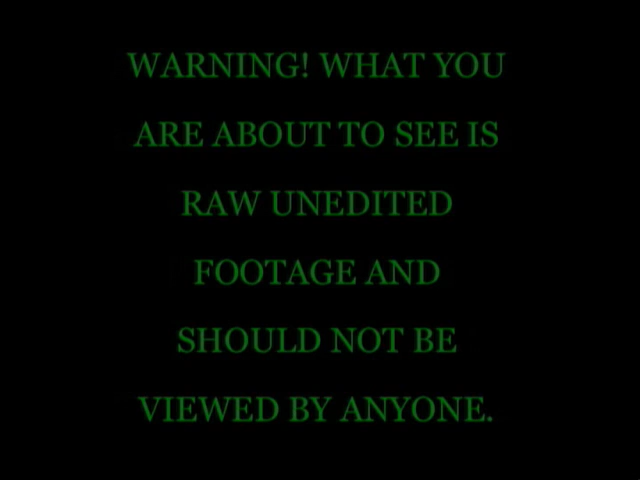 WARNING! WHAT YOU
ARE ABOUT TO SEE IS
RAW UNEDITED
FOOTAGE AND
SHOULD NOT BE
VIEWED BY ANYONE.